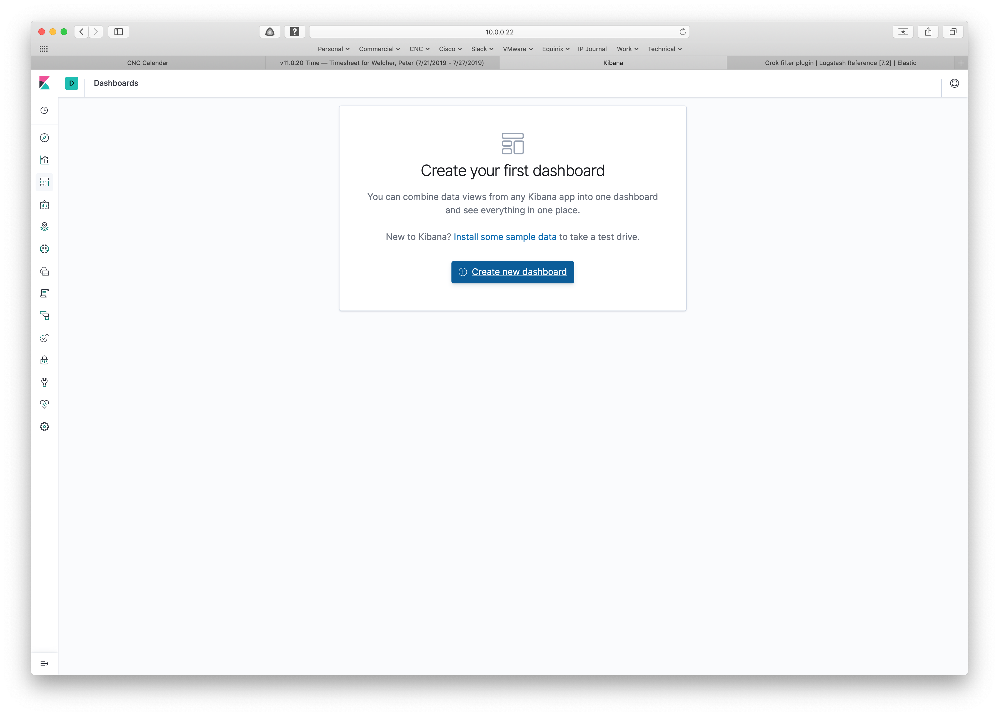 10.0.0.22
Personal Commercial CNC Cisco Slack VMware Equinix IP Journal Work Technical
CNC Calendar
v11.0.20 Time — Timesheet for Welcher, Peter (7/21/2019 - 7/27/2019)
Kibana
Grok filter plugin | Logstash Reference [7.2] | Elastic
D
Dashboards
Create your first dashboard
You can combine data views from any Kibana app into one dashboard
and see everything in one place.
New to Kibana? Install some sample data to take a test drive.
Create new dashboard